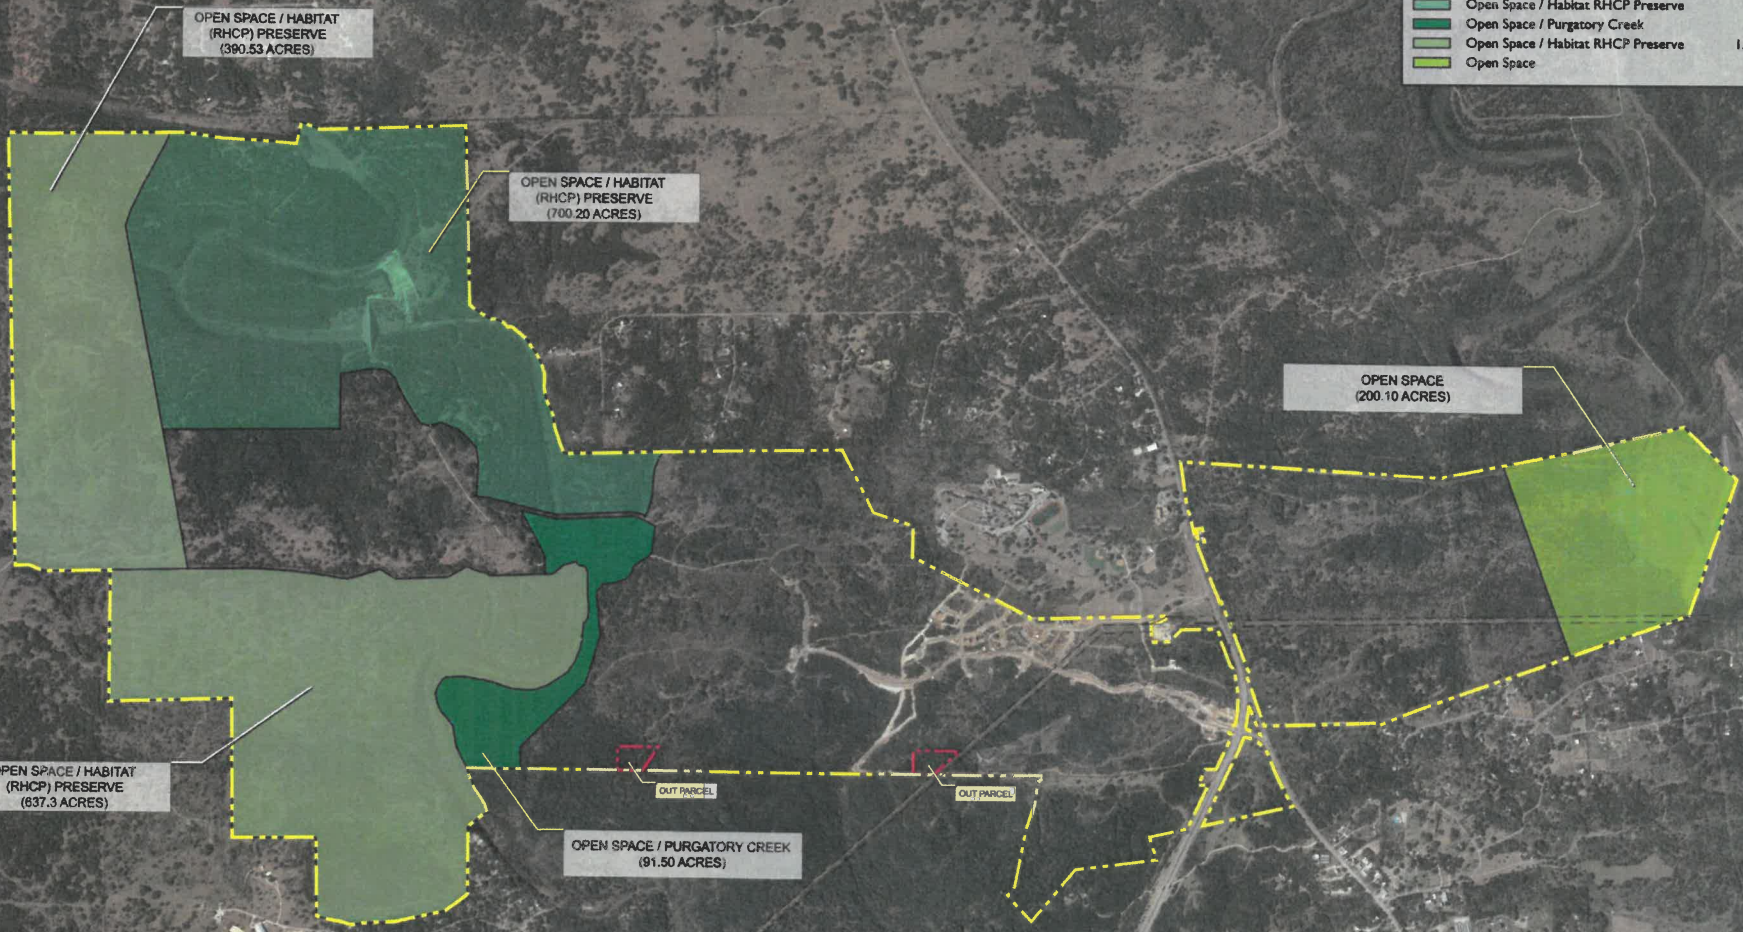 OPEN SPACE / HABITAT
(RHCP) PRESERVE
(390.53 ACRES)
Open Space / Habitat RHCP Preserve
Open Space / Purgatory Creek
Open Space / Habitat RHCP Preserve
Open Space
OPEN SPACE / HABITAT
(RHCP) PRESERVE
(700.20 ACRES)
OPEN SPACE
(200.10 ACRES)
OPEN SPACE / HABITAT
(RHCP) PRESERVE
(637.3 ACRES)
OUT PARCEL
OUT PARCEL
OPEN SPACE / PURGATORY CREEK
(91.50 ACRES)